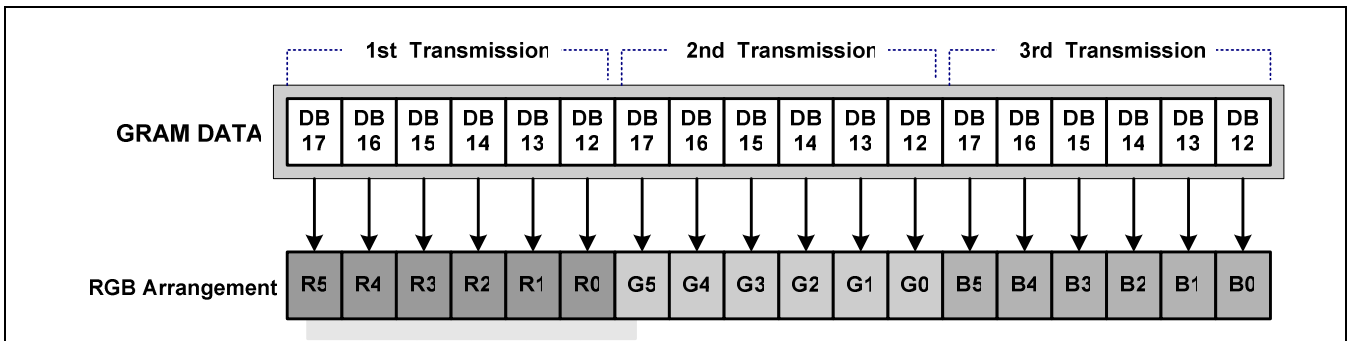 1st Transmission 2nd Transmission 3rd Transmission
GRAM DATA DB 17 DB 16 DB 15 DB 14 DB 13 DB 12 DB 17 DB 16 DB 15 DB 14 DB 13 DB 12 DB 17 DB 16 DB 15 DB 14 DB 13 DB 12
RGB Arrangement R5 R4 R3 R2 R1 R0 G5 G4 G3 G2 G1 G0 B5 B4 B3 B2 B1 B0